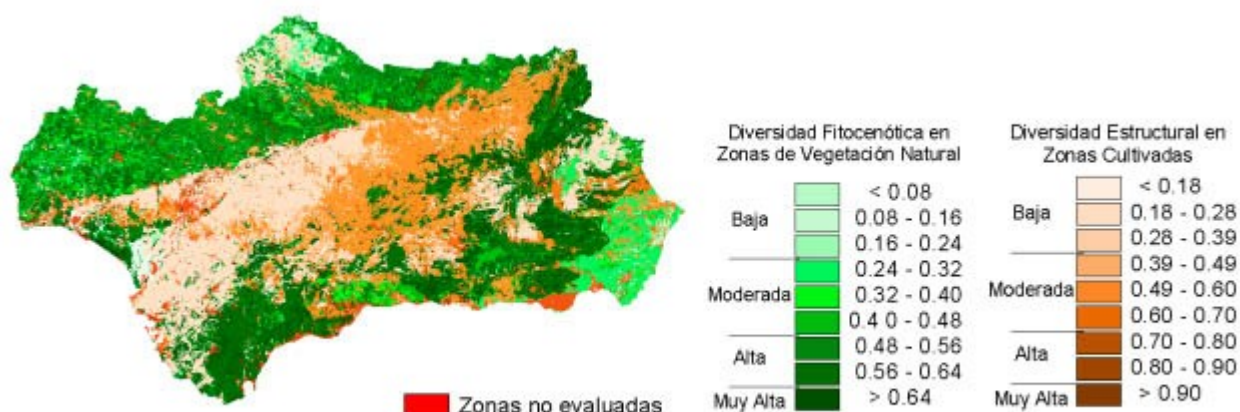 Diversidad Fitocenótica en
Zonas de Vegetación Natural
Baja
< 0.08
0.08 - 0.16
0.16 - 0.24
Moderada
0.24 - 0.32
0.32 - 0.40
0.4 0 - 0.48
Alta
0.48 - 0.56
0.56 - 0.64
Muy Alta
> 0.64
Diversidad Estructural en
Zonas Cultivadas
Baja
< 0.18
0.18 - 0.28
0.28 - 0.39
Moderada
0.39 - 0.49
0.49 - 0.60
0.60 - 0.70
Alta
0.70 - 0.80
0.80 - 0.90
Muy Alta
> 0.90
Zonas no evaluadas